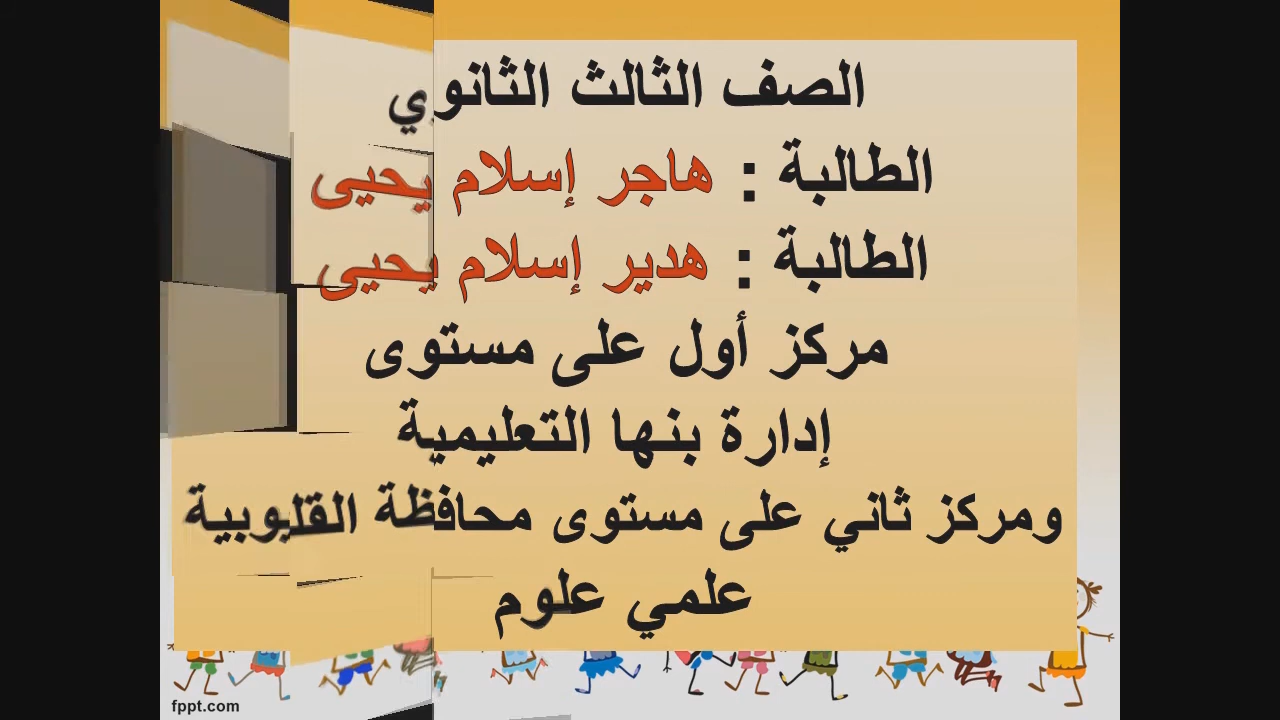 الصف الثالث الثانوي
الطالبة : هاجر إسلام يحيى
الطالبة : هدير إسلام يحيى
مركز أول على مستوى
إدارة بنها التعليمية
ومركز ثاني على مستوى محافظة القليوبية
علمي علوم
fppt.com